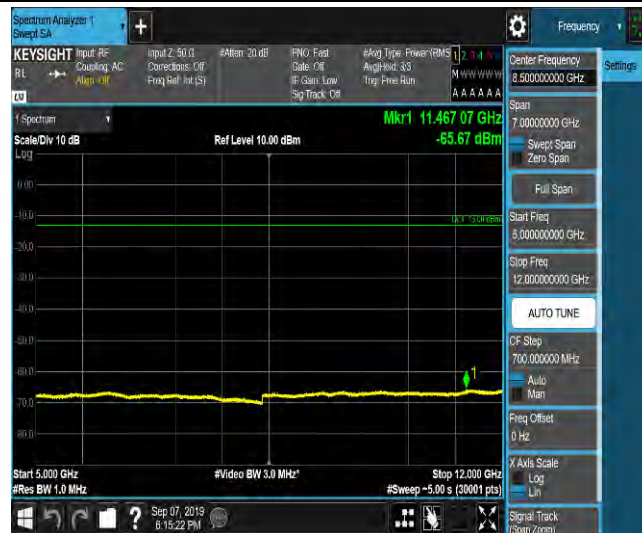 Spectrum Analyzer 1
Swept SA
Frequency
KEYSIGHT
RL
Input: RF
Coupling: AC
Align: Off
Input Z: 50 Ω
Corrections: Off
Freq Ref: Int (S)
#Atten: 20 dB
PNO: Fast
Gate: Off
IF Gain: Low
Sig Track: Off
#Avg Type: Power (RMS
Avg|Hold: 3/3
Trig: Free Run
M W W W W W
A A A A A A
1 Spectrum
Scale/Div 10 dB
Log
Ref Level 10.00 dBm
Mkr1 11.467 07 GHz
-65.67 dBm
0.00
-10.0
-20.0
-30.0
-50.0
-60.0
-70.0
1
Start 5.000 GHz
#Res BW 1.0 MHz
#Video BW 3.0 MHz*
Stop 12.000 GHz
#Sweep ~5.00 s (30001 pts)
Sep 07, 2019
6:15:22 PM
Center Frequency
8.500000000 GHz
Settings
Span
7.00000000 GHz
Swept Span
Zero Span
Full Span
Start Freq
5.000000000 GHz
Stop Freq
12.000000000 GHz
AUTO TUNE
CF Step
700.000000 MHz
Auto
Man
Freq Offset
0 Hz
X Axis Scale
Log
Lin
Signal Track
(Span Zoom)